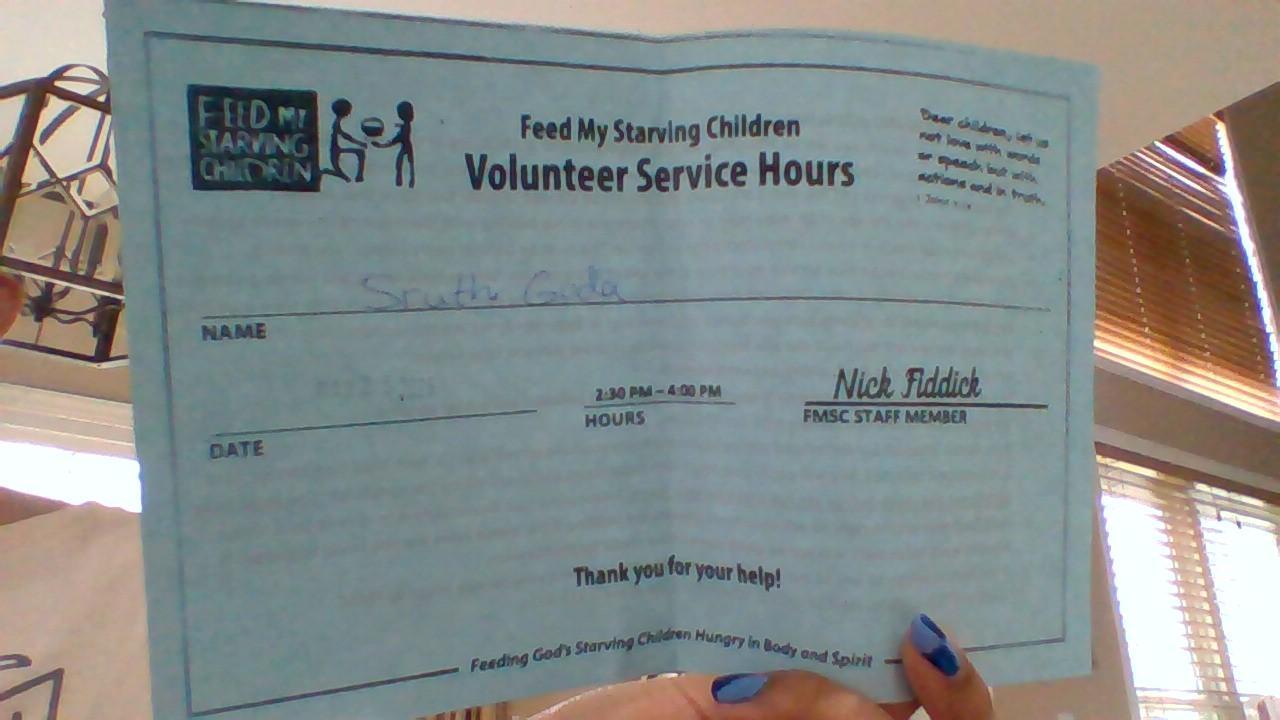 FEED MY
STARVING
CHILDREN
Feed My Starving Children
Volunteer Service Hours
Dear children, let us
not love with words
or speech but with
actions and in truth.
1 John
NAME
2:30 PM – 4:00 PM
HOURS
Nick Fiddick
FMSC STAFF MEMBER
DATE
Thank you for your help!
Feeding God's Starving Children Hungry in Body and Spirit